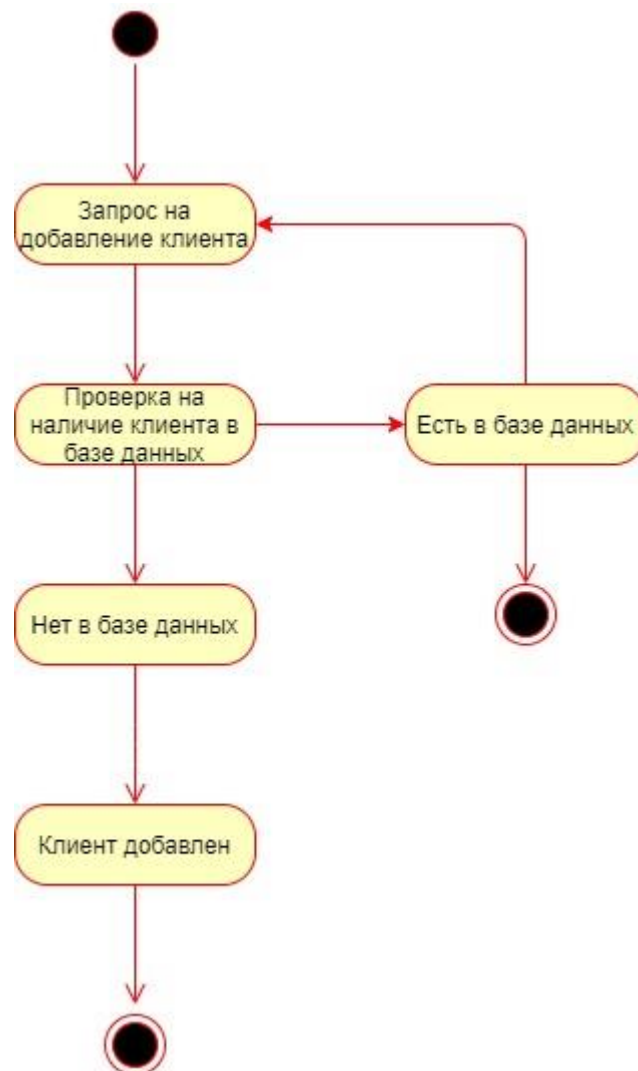 Запрос на
добавление клиента
Проверка на
наличие клиента в
базе данных
Есть в базе данных
Нет в базе данных
Клиент добавлен